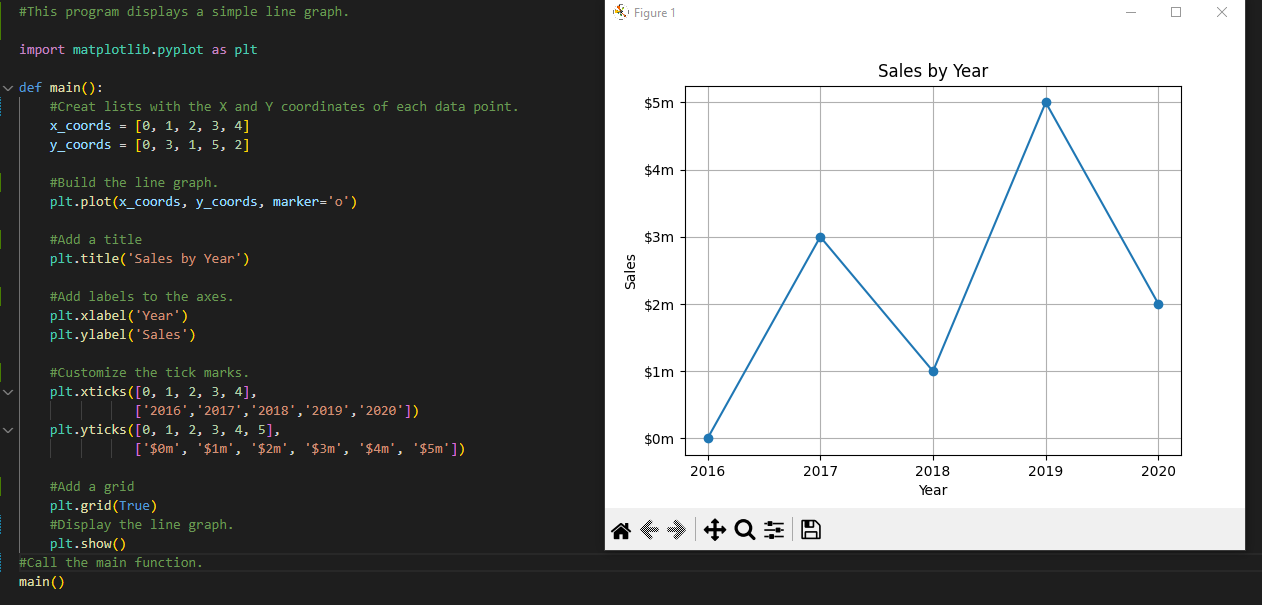 #This program displays a simple line graph.
import matplotlib.pyplot as plt
def main():
#Creat lists with the X and Y coordinates of each data point.
x_coords = [0, 1, 2, 3, 4]
y_coords = [0, 3, 1, 5, 2]
#Build the line graph.
plt.plot(x_coords, y_coords, marker='o')
#Add a title
plt.title('Sales by Year')
#Add labels to the axes.
plt.xlabel('Year')
plt.ylabel('Sales')
#Customize the tick marks.
plt.xticks([0, 1, 2, 3, 4],
['2016','2017','2018','2019','2020'])
plt.yticks([0, 1, 2, 3, 4, 5],
['$0m', '$1m', '$2m', '$3m', '$4m', '$5m'])
#Add a grid
plt.grid(True)
#Display the line graph.
plt.show()
#Call the main function.
main()
Figure 1
Sales by Year
$5m
$4m
$3m
$2m
$1m
$0m
Sales
2016 2017 2018 2019 2020
Year